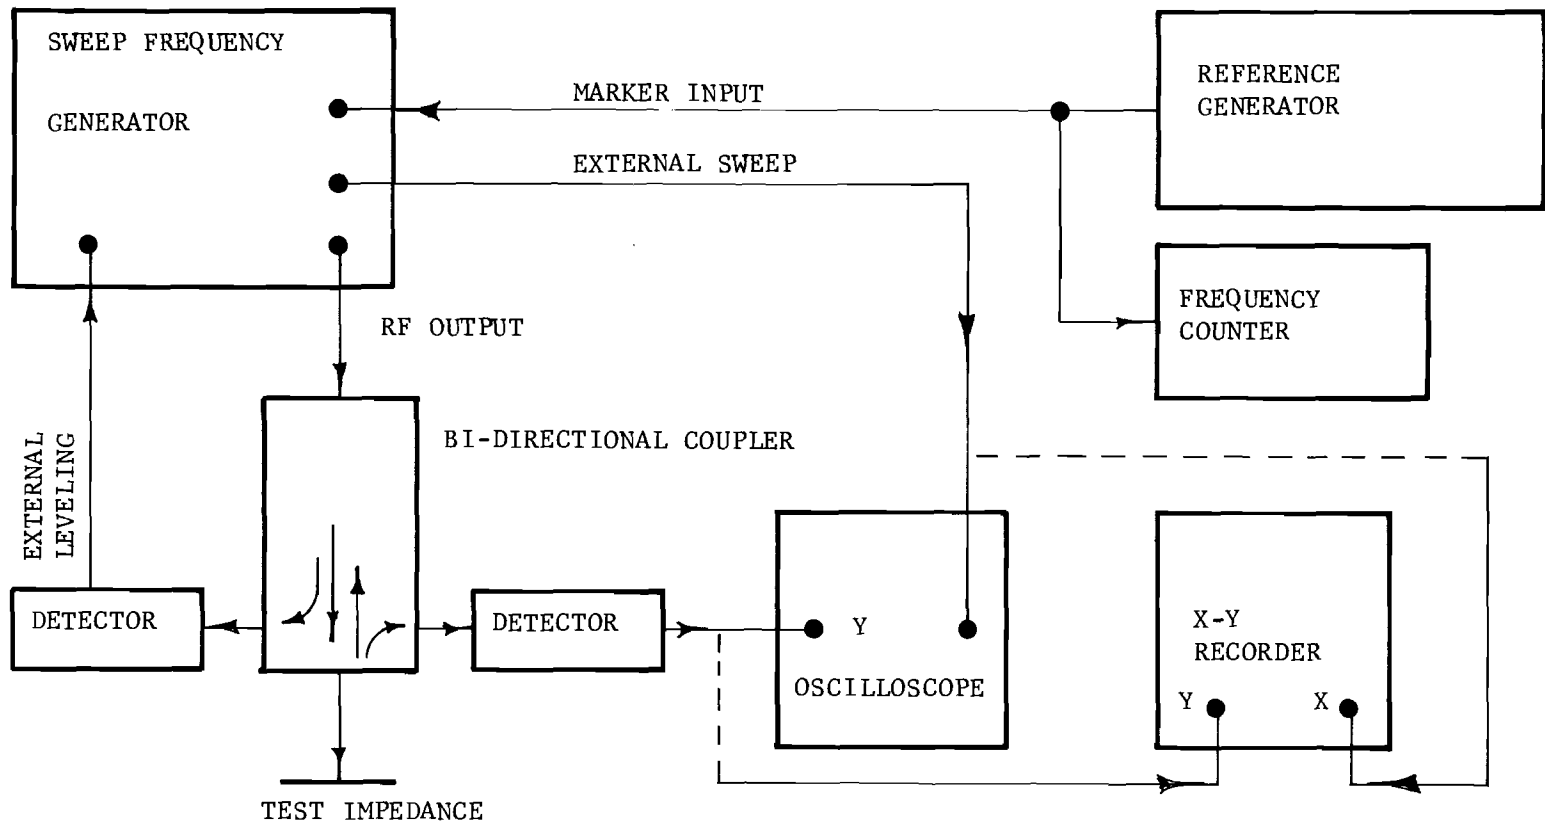 SWEEP FREQUENCY
GENERATOR
MARKER INPUT
EXTERNAL SWEEP
REFERENCE
GENERATOR
FREQUENCY
COUNTER
RF OUTPUT
BI-DIRECTIONAL COUPLER
EXTERNAL
LEVELING
DETECTOR
DETECTOR
Y
OSCILLOSCOPE
X-Y
RECORDER
Y
X
TEST IMPEDANCE